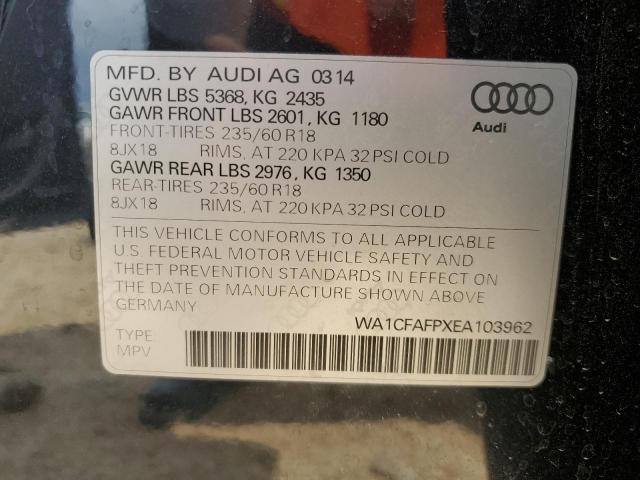 MFD. BY AUDI AG 0314
GVWR LBS 5368, KG 2435
GAWR FRONT LBS 2601, KG 1180
FRONT-TIRES 235/60 R18
8JX18 RIMS, AT 220 KPA 32 PSI COLD
GAWR REAR LBS 2976, KG 1350
REAR-TIRES 235/60 R18
8JX18 RIMS, AT 220 KPA 32 PSI COLD
Audi
THIS VEHICLE CONFORMS TO ALL APPLICABLE
U.S. FEDERAL MOTOR VEHICLE SAFETY AND
THEFT PREVENTION STANDARDS IN EFFECT ON
THE DATE OF MANUFACTURE SHOWN ABOVE
GERMANY
WA1CFAFPXEA103962
TYPE
MPV